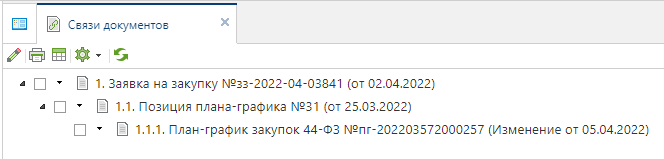 Связи документов
1. Заявка на закупку №зз-2022-04-03841 (от 02.04.2022)
1.1. Позиция плана-графика №31 (от 25.03.2022)
1.1.1. План-график закупок 44-ФЗ №пг-202203572000257 (Изменение от 05.04.2022)